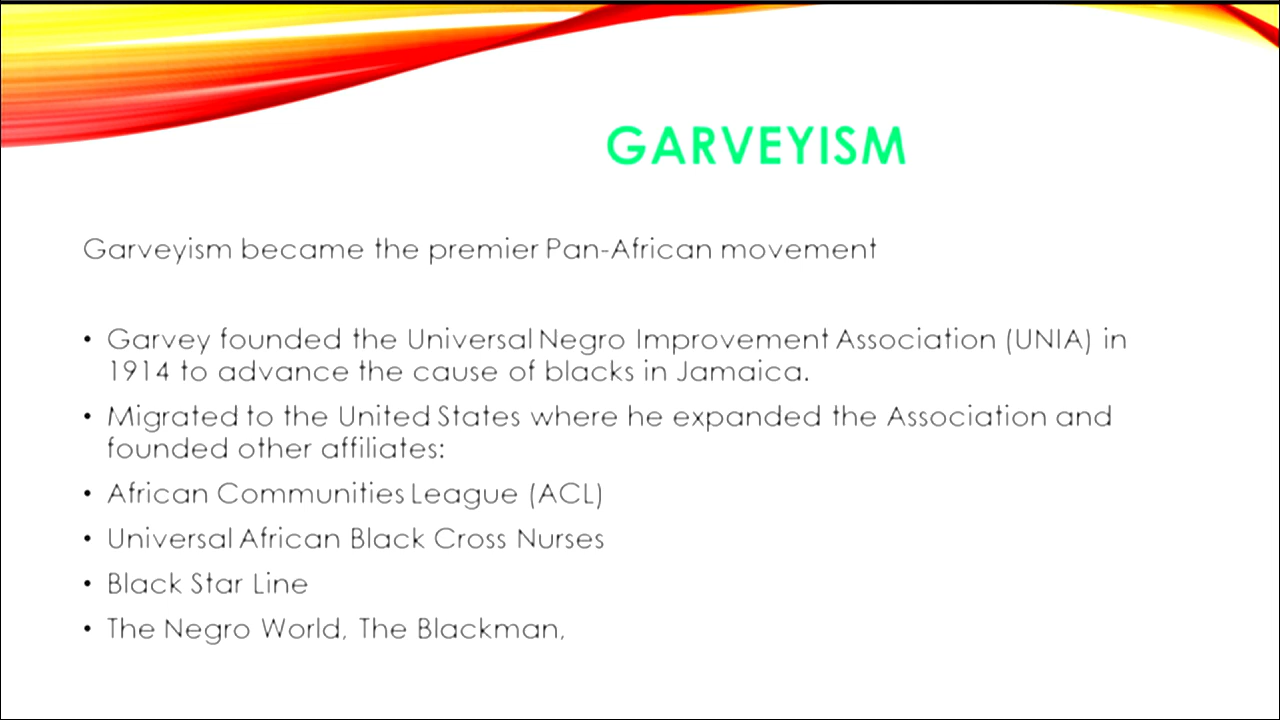 GARVEYISM
Garveyism became the premier Pan-African movement
• Garvey founded the Universal Negro Improvement Association (UNIA) in
1914 to advance the cause of blacks in Jamaica.
• Migrated to the United States where he expanded the Association and
founded other affiliates:
• African Communities League (ACL)
• Universal African Black Cross Nurses
• Black Star Line
• The Negro World, The Blackman,